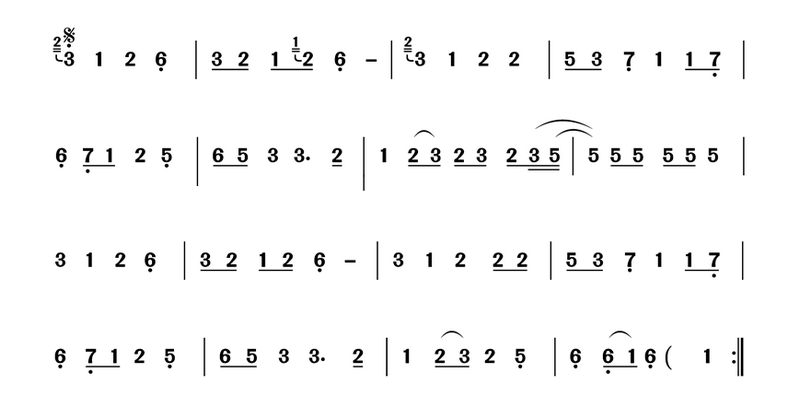 2 3 1 2 6̣ | 3 2 1 1 2 6̣ – | 2 3 1 2 2 | 5 3 7̣ 1 1 7̣ |
6̣ 7̣ 1 2 5̣ | 6 5 3 3. 2 | 1 2 3 2 3 2 3 5 | 5 5 5 5 5 5 |
3 1 2 6̣ | 3 2 1 2 6̣ – | 3 1 2 2 2 | 5 3 7̣ 1 1 7̣ |
6̣ 7̣ 1 2 5̣ | 6 5 3 3. 2 | 1 2 3 2 5̣ | 6̣ 6̣ 1 6̣ ( 1 :||